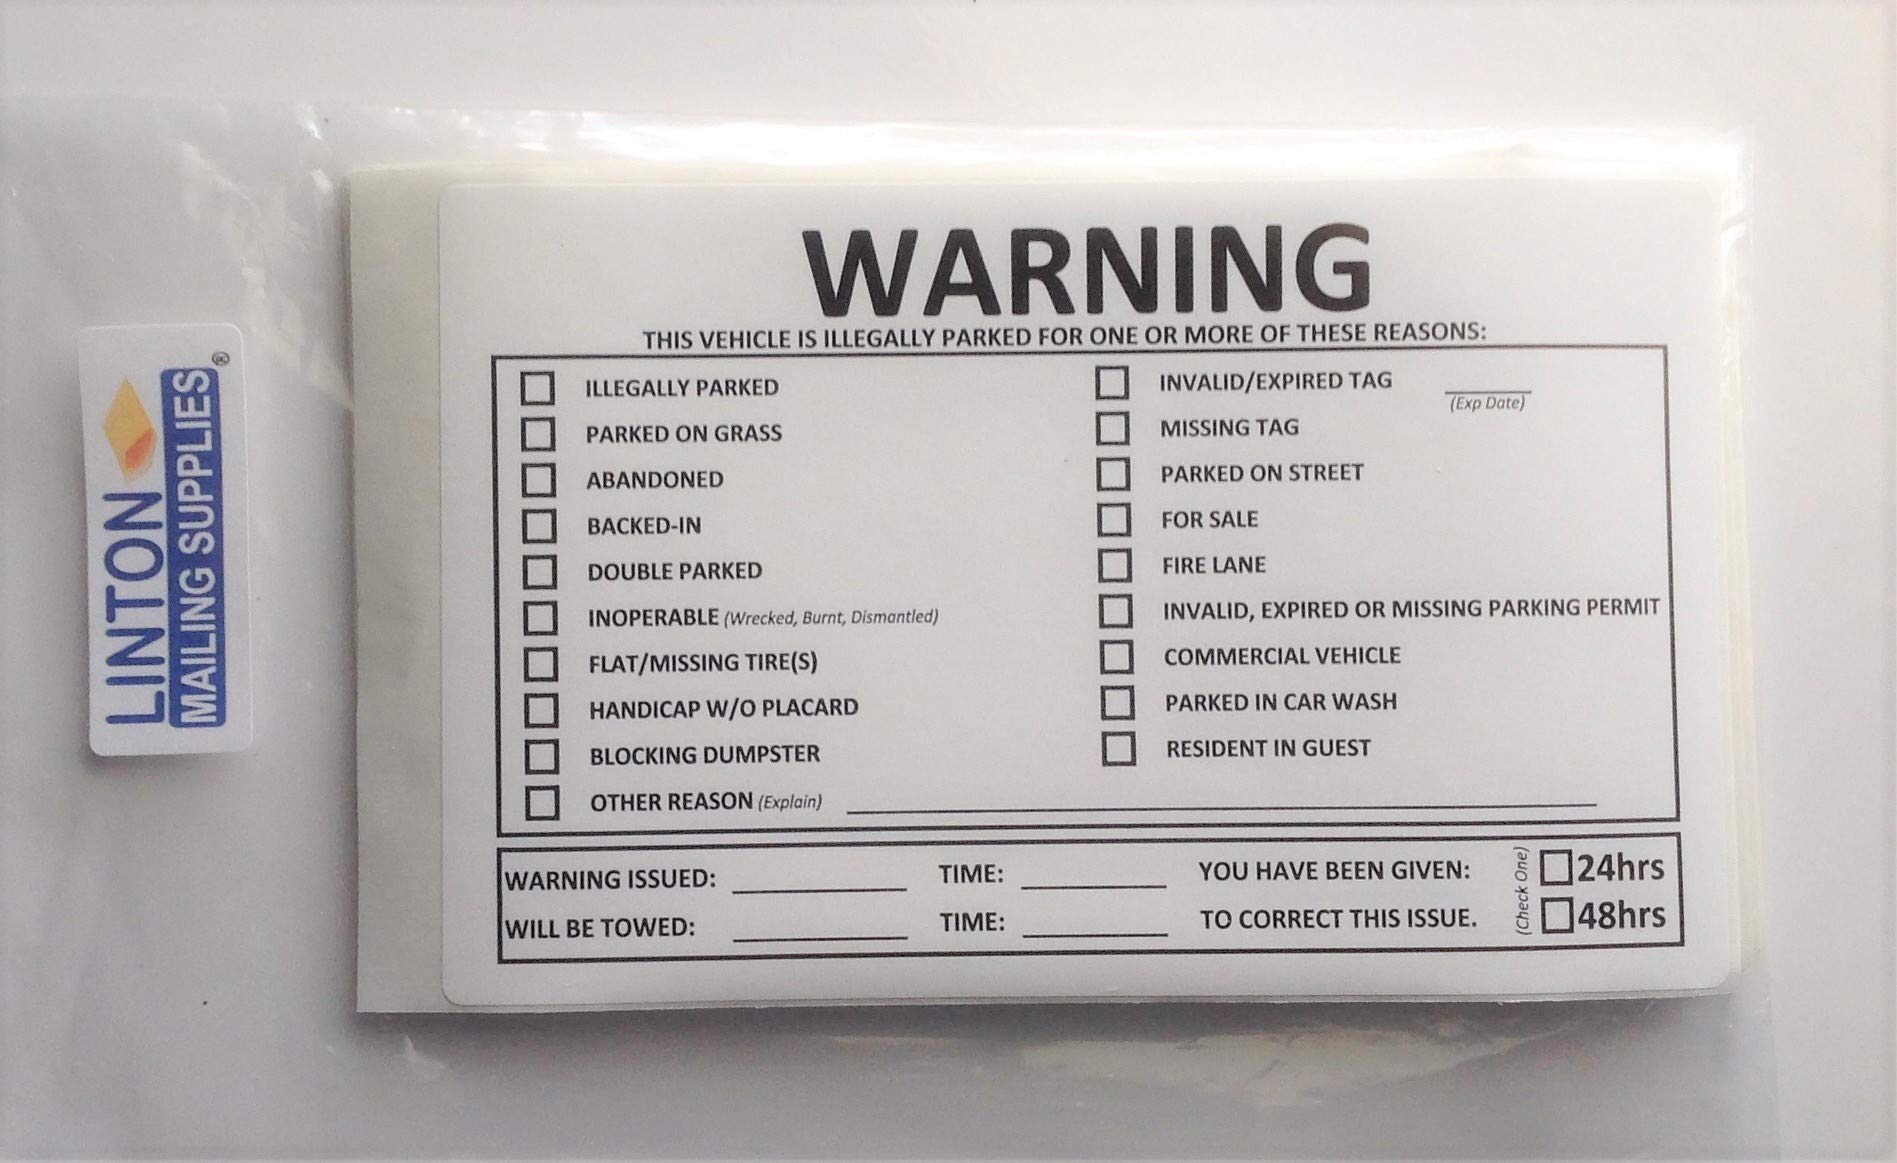 LINTON
MAILING SUPPLIES®
WARNING
THIS VEHICLE IS ILLEGALLY PARKED FOR ONE OR MORE OF THESE REASONS:
ILLEGALLY PARKED
PARKED ON GRASS
ABANDONED
BACKED-IN
DOUBLE PARKED
INOPERABLE (Wrecked, Burnt, Dismantled)
FLAT/MISSING TIRE(S)
HANDICAP W/O PLACARD
BLOCKING DUMPSTER
OTHER REASON (Explain)
INVALID/EXPIRED TAG
(Exp Date)
MISSING TAG
PARKED ON STREET
FOR SALE
FIRE LANE
INVALID, EXPIRED OR MISSING PARKING PERMIT
COMMERCIAL VEHICLE
PARKED IN CAR WASH
RESIDENT IN GUEST
WARNING ISSUED: TIME: YOU HAVE BEEN GIVEN:
WILL BE TOWED: TIME: TO CORRECT THIS ISSUE.
(Check One)
24hrs
48hrs